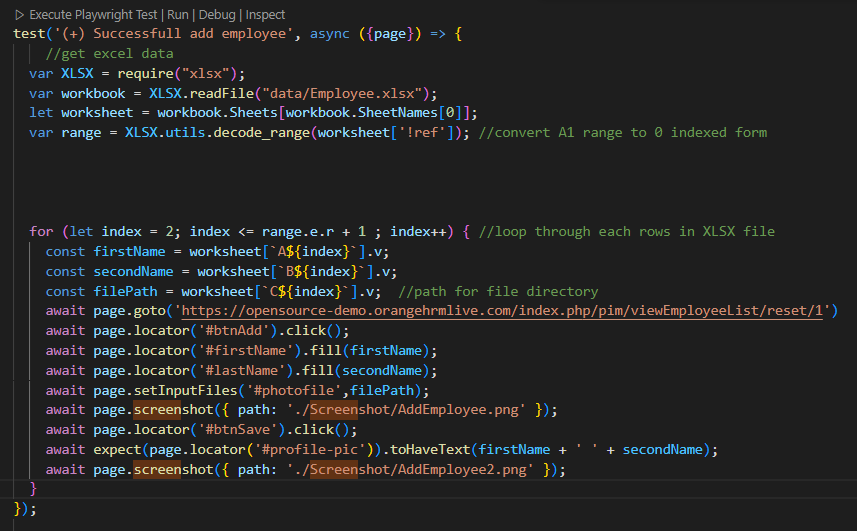 Execute Playwright Test | Run | Debug | Inspect
test('(+) Successfull add employee', async ({page}) => {
//get excel data
var XLSX = require("xlsx");
var workbook = XLSX.readFile("data/Employee.xlsx");
let worksheet = workbook.Sheets[workbook.SheetNames[0]];
var range = XLSX.utils.decode_range(worksheet['!ref']); //convert A1 range to 0 indexed form
for (let index = 2; index <= range.e.r + 1 ; index++) { //loop through each rows in XLSX file
const firstName = worksheet[`A${index}`].v;
const secondName = worksheet[`B${index}`].v;
const filePath = worksheet[`C${index}`].v;  //path for file directory
await page.goto('https://opensource-demo.orangehrmlive.com/index.php/pim/viewEmployeeList/reset/1')
await page.locator('#btnAdd').click();
await page.locator('#firstName').fill(firstName);
await page.locator('#lastName').fill(secondName);
await page.setInputFiles('#photofile',filePath);
await page.screenshot({ path: './Screenshot/AddEmployee.png' });
await page.locator('#btnSave').click();
await expect(page.locator('#profile-pic')).toHaveText(firstName + ' ' + secondName);
await page.screenshot({ path: './Screenshot/AddEmployee2.png' });
}
});